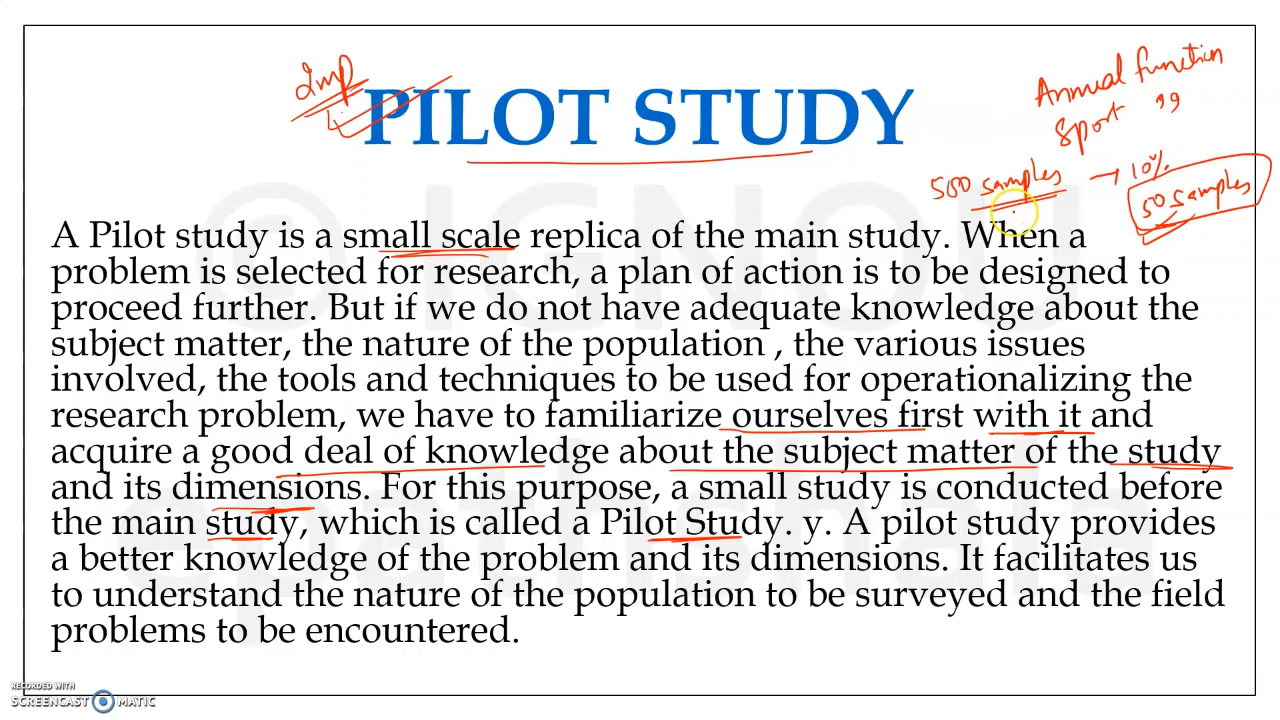 Imp
PILOT STUDY
Annual function
Sport "
500 samples → 10%
50 samples
A Pilot study is a small scale replica of the main study. When a
problem is selected for research, a plan of action is to be designed to
proceed further. But if we do not have adequate knowledge about the
subject matter, the nature of the population , the various issues
involved, the tools and techniques to be used for operationalizing the
research problem, we have to familiarize ourselves first with it and
acquire a good deal of knowledge about the subject matter of the study
and its dimensions. For this purpose, a small study is conducted before
the main study, which is called a Pilot Study. y. A pilot study provides
a better knowledge of the problem and its dimensions. It facilitates us
to understand the nature of the population to be surveyed and the field
problems to be encountered.
© IGNOU
epathshala
RECORDED WITH
SCREENCAST MATIC